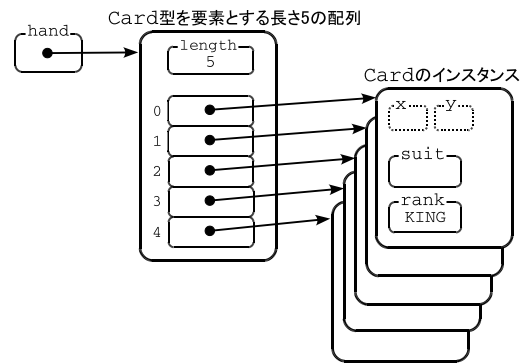 Card型を要素とする長さ5の配列
hand
length
5
Cardのインスタンス
0
1
2
3
4
x y
suit
rank
KING